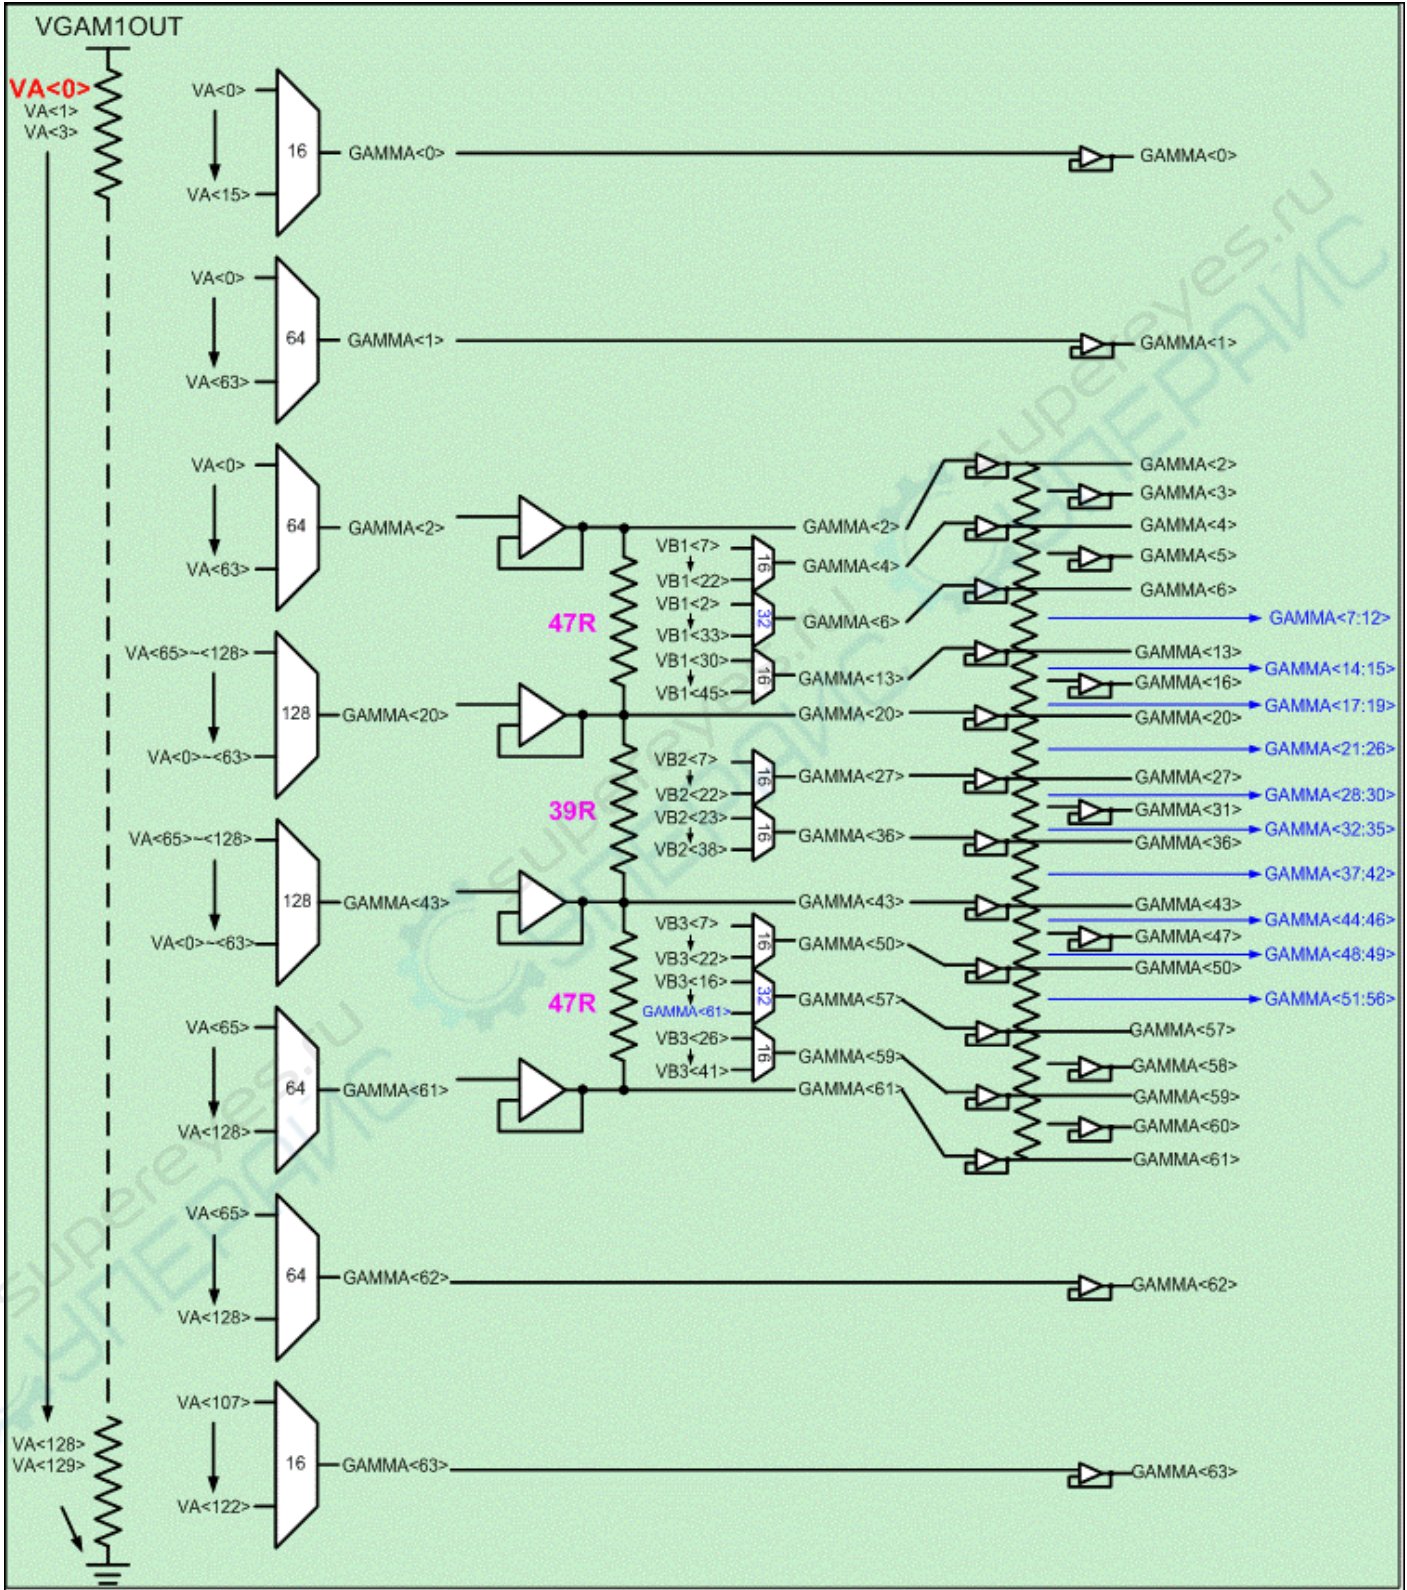 VGAM1OUT
VA<0>
VA<1>
VA<3>
VA<128>
VA<129>
VA<0>
VA<15>
16
GAMMA<0>
GAMMA<0>
VA<0>
VA<63>
64
GAMMA<1>
GAMMA<1>
VA<0>
VA<63>
64
GAMMA<2>
VA<65>~<128>
VA<0>~<63>
128
GAMMA<20>
VA<65>~<128>
VA<0>~<63>
128
GAMMA<43>
VA<65>
VA<128>
64
GAMMA<61>
47R
39R
47R
VB1<7>
VB1<22>
16
VB1<2>
VB1<33>
32
VB1<30>
VB1<45>
16
VB2<7>
VB2<22>
16
VB2<23>
VB2<38>
16
VB3<7>
VB3<22>
16
VB3<16>
GAMMA<61>
32
VB3<26>
VB3<41>
16
GAMMA<2>
GAMMA<4>
GAMMA<6>
GAMMA<13>
GAMMA<20>
GAMMA<27>
GAMMA<36>
GAMMA<43>
GAMMA<50>
GAMMA<57>
GAMMA<59>
GAMMA<61>
GAMMA<2>
GAMMA<3>
GAMMA<4>
GAMMA<5>
GAMMA<6>
GAMMA<7:12>
GAMMA<13>
GAMMA<14:15>
GAMMA<16>
GAMMA<17:19>
GAMMA<20>
GAMMA<21:26>
GAMMA<27>
GAMMA<28:30>
GAMMA<31>
GAMMA<32:35>
GAMMA<36>
GAMMA<37:42>
GAMMA<43>
GAMMA<44:46>
GAMMA<47>
GAMMA<48:49>
GAMMA<50>
GAMMA<51:56>
GAMMA<57>
GAMMA<58>
GAMMA<59>
GAMMA<60>
GAMMA<61>
VA<65>
VA<128>
64
GAMMA<62>
GAMMA<62>
VA<107>
VA<122>
16
GAMMA<63>
GAMMA<63>
supereyes.ru
СУПЕРАЙС
supereyes.ru
СУПЕРАЙС
supereyes.ru
СУПЕРАЙС